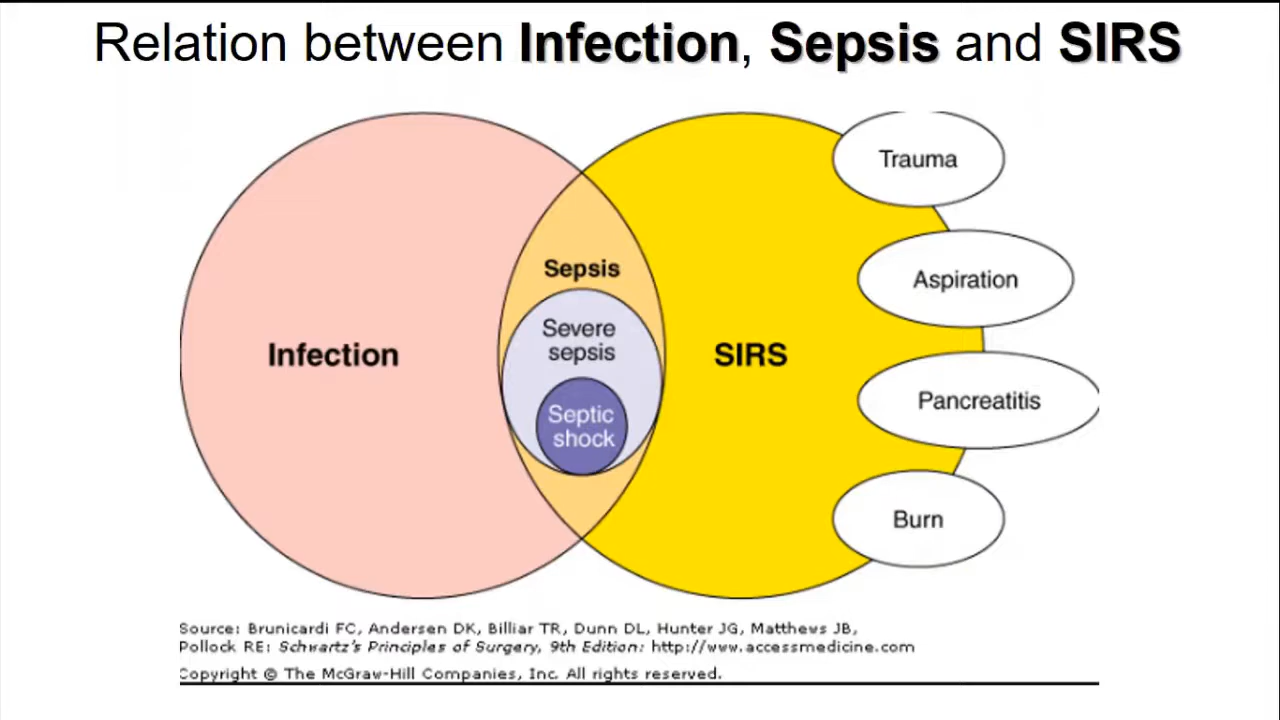 Relation between Infection, Sepsis and SIRS
Infection
Sepsis
Severe
sepsis
Septic
shock
SIRS
Trauma
Aspiration
Pancreatitis
Burn
Source: Brunicardi FC, Andersen DK, Billiar TR, Dunn DL, Hunter JG, Matthews JB,
Pollock RE: Schwartz's Principles of Surgery, 9th Edition: http://www.accessmedicine.com
Copyright © The McGraw-Hill Companies, Inc. All rights reserved.